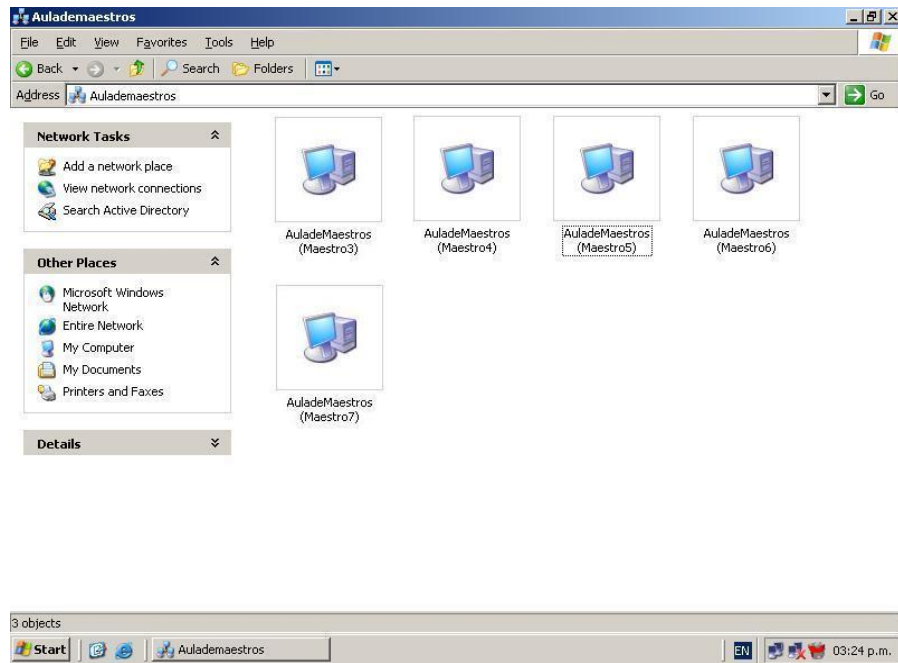 Aulademaestros
File Edit View Favorites Tools Help
Back Search Folders
Address Aulademaestros Go
Network Tasks
Add a network place
View network connections
Search Active Directory
Other Places
Microsoft Windows
Network
Entire Network
My Computer
My Documents
Printers and Faxes
Details
AuladeMaestros
(Maestro3)
AuladeMaestros
(Maestro4)
AuladeMaestros
(Maestro5)
AuladeMaestros
(Maestro6)
AuladeMaestros
(Maestro7)
3 objects
Start Aulademaestros EN 03:24 p.m.